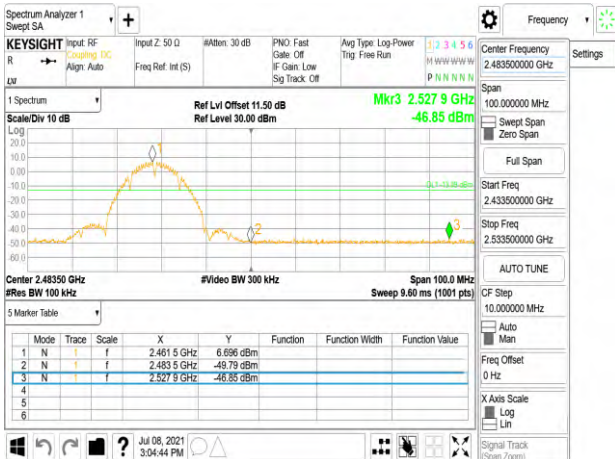 Spectrum Analyzer 1
Swept SA
+
Frequency
KEYSIGHT
R
Input: RF
Coupling: DC
Align: Auto
Input Z: 50 Ω
Freq Ref: Int (S)
#Atten: 30 dB
PNO: Fast
Gate: Off
IF Gain: Low
Sig Track: Off
Avg Type: Log-Power
Trig: Free Run
1 2 3 4 5 6
M W W W W W
P N N N N N
1 Spectrum
Scale/Div 10 dB
Ref Lvl Offset 11.50 dB
Ref Level 30.00 dBm
Mkr3 2.527 9 GHz
-46.85 dBm
Log
20.0
10.0
0.00
-10.0
-20.0
-30.0
-40.0
-50.0
-60.0
1
2
3
Center 2.48350 GHz
#Res BW 100 kHz
#Video BW 300 kHz
Span 100.0 MHz
Sweep 9.60 ms (1001 pts)
5 Marker Table
Mode Trace Scale X Y Function Function Width Function Value
1 N 1 f 2.461 5 GHz 6.696 dBm
2 N 1 f 2.483 5 GHz -49.79 dBm
3 N 1 f 2.527 9 GHz -46.85 dBm
4
5
6
? Jul 08, 2021
3:04:44 PM
Settings
Center Frequency
2.483500000 GHz
Span
100.000000 MHz
Swept Span
Zero Span
Full Span
Start Freq
2.433500000 GHz
Stop Freq
2.533500000 GHz
AUTO TUNE
CF Step
10.000000 MHz
Auto
Man
Freq Offset
0 Hz
X Axis Scale
Log
Lin
Signal Track
(Span Zoom)